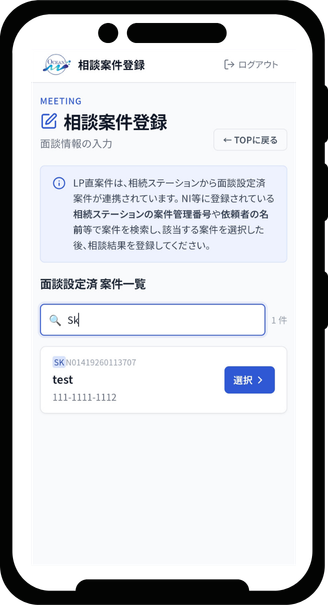 相談案件登録
ログアウト
MEETING
相談案件登録
面談情報の入力
← TOPに戻る
LP直案件は、相続ステーションから面談設定済
案件が連携されています。NI等に登録されている
相続ステーションの案件管理番号や依頼者の名
前等で案件を検索し、該当する案件を選択した
後、相談結果を登録してください。
面談設定済 案件一覧
Sk
1 件
SKN01419260113707
test
111-1111-1112
選択